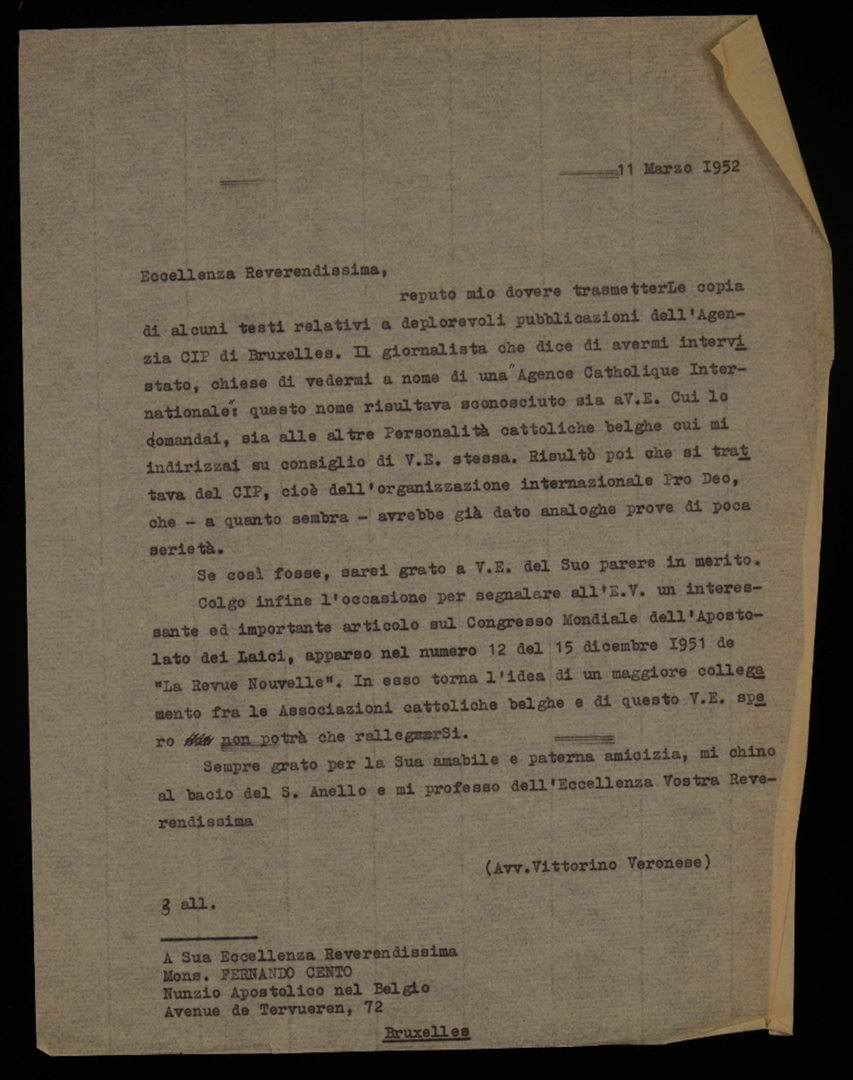 11 Marzo I952
Eccellenza Reverendissima,
reputo mio dovere trasmetterLe copia
di alcuni testi relativi a deplorevoli pubblicazioni dell'Agen-
zia CIP di Bruxelles. Il giornalista che dice di avermi intervi
stato, chiese di vedermi a nome di una "Agence Catholique Inter-
nationale": questo nome risultava sconosciuto sia aV.E. Cui lo
domandai, sia alle altre Personalità cattoliche belghe cui mi
indirizzai su consiglio di V.E. stessa. Risultò poi che si trat
tava del CIP, cioè dell'organizzazione internazionale Pro Deo,
che - a quanto sembra - avrebbe già dato analoghe prove di poca
serietà.
Se così fosse, sarei grato a V.E. del Suo parere in merito.
Colgo infine l'occasione per segnalare all'E.V. un interes-
sante ed importante articolo sul Congresso Mondiale dell'Aposto-
lato dei Laici, apparso nel numero 12 del 15 dicembre I951 de
"La Revue Nouvelle". In esso torna l'idea di un maggiore collega
mento fra le Associazioni cattoliche belghe e di questo V.E. spe
ro non potrà che rallegrarSi.
Sempre grato per la Sua amabile e paterna amicizia, mi chino
al bacio del S. Anello e mi professo dell'Eccellenza Vostra Reve-
rendissima
(Avv.Vittorino Veronese)
3 all.
A Sua Eccellenza Reverendissima
Mons. FERNANDO CENTO
Nunzio Apostolico nel Belgio
Avenue de Tervueren, 72
Bruxelles